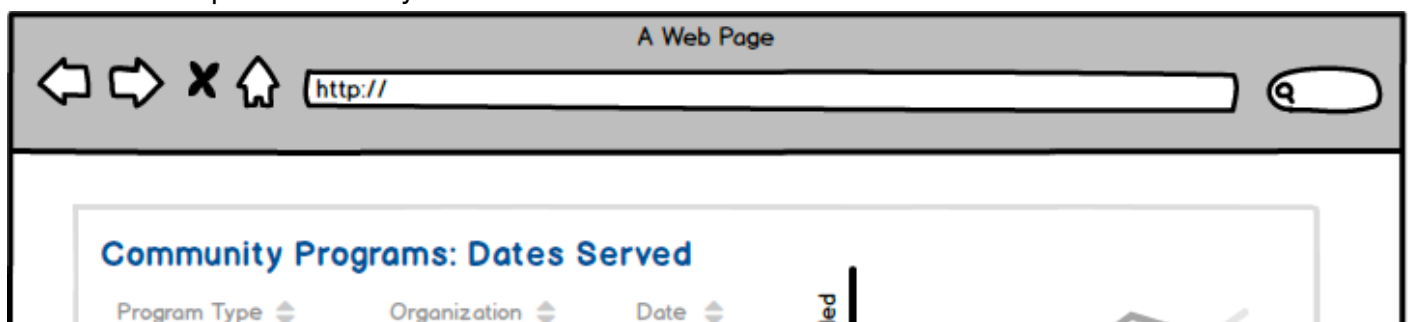 A Web Page
http://
Community Programs: Dates Served
Program Type Organization Date